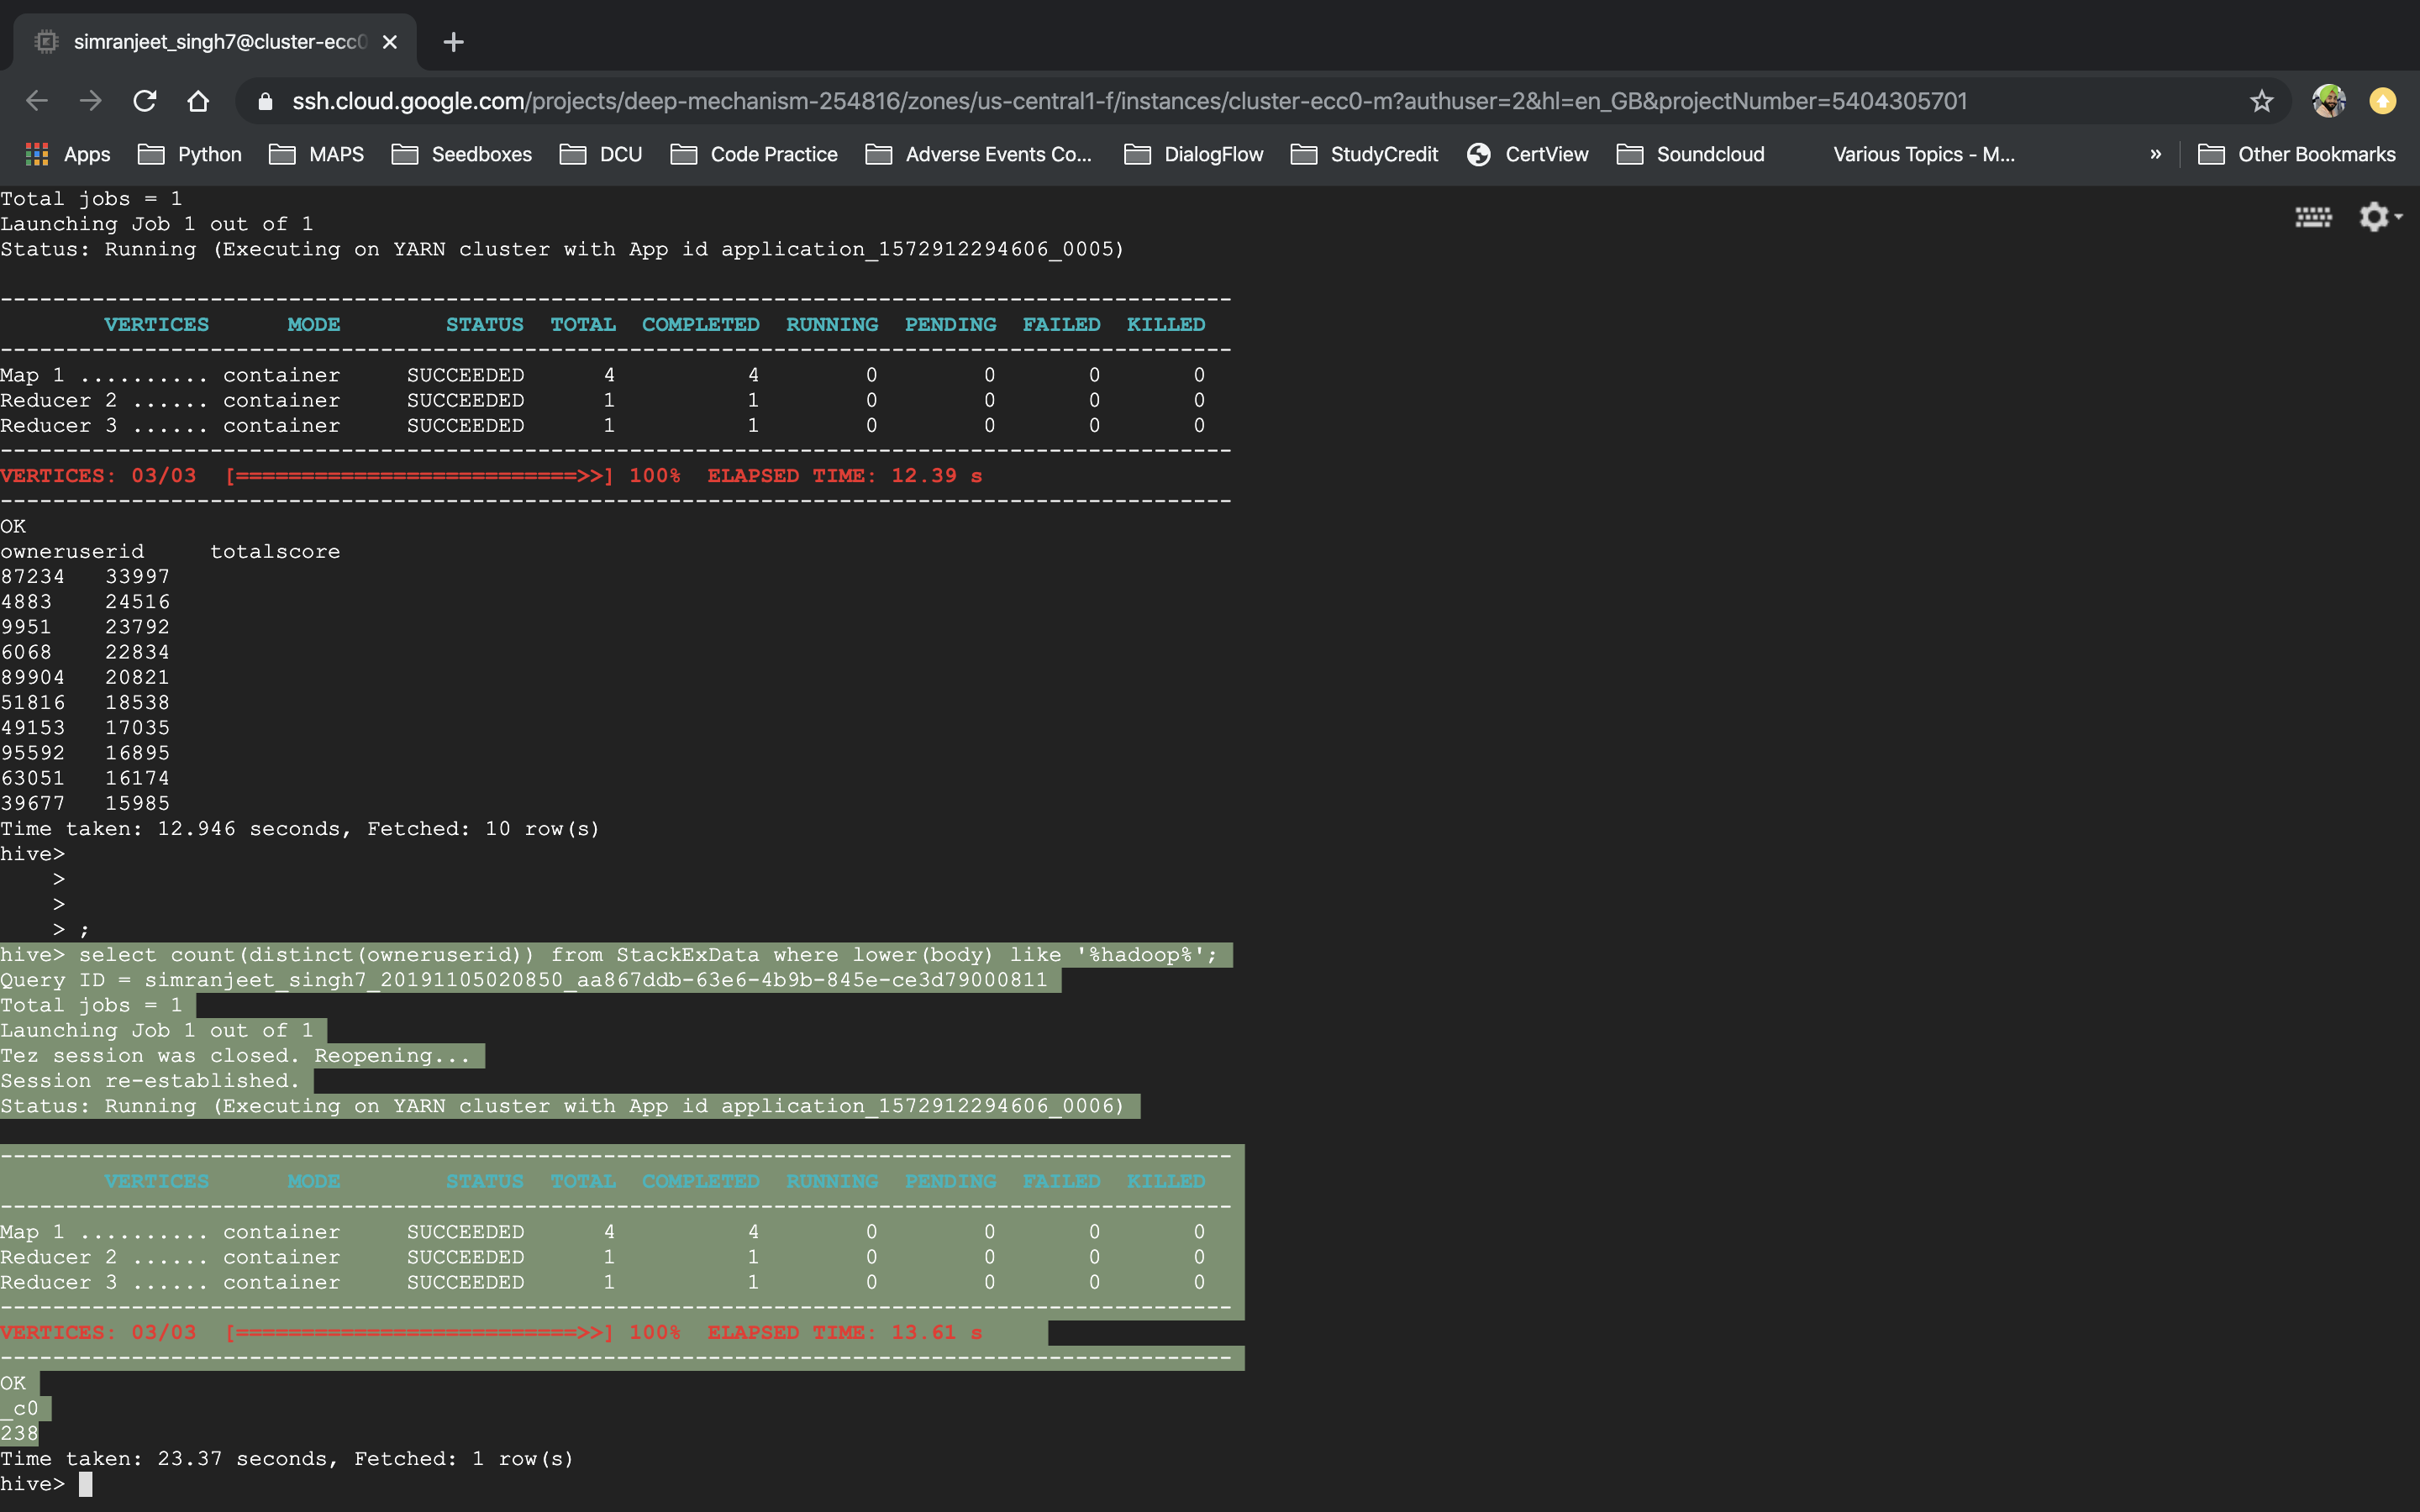 simranjeet_singh7@cluster-ecc0
ssh.cloud.google.com/projects/deep-mechanism-254816/zones/us-central1-f/instances/cluster-ecc0-m?authuser=2&hl=en_GB&projectNumber=5404305701
Apps Python MAPS Seedboxes DCU Code Practice Adverse Events Co... DialogFlow StudyCredit CertView Soundcloud Various Topics - M... » Other Bookmarks
Total jobs = 1
Launching Job 1 out of 1
Status: Running (Executing on YARN cluster with App id application_1572912294606_0005)
----------------------------------------------------------------------------------------------
        VERTICES      MODE        STATUS  TOTAL  COMPLETED  RUNNING  PENDING  FAILED  KILLED
----------------------------------------------------------------------------------------------
Map 1 .......... container     SUCCEEDED      4          4        0        0       0       0
Reducer 2 ...... container     SUCCEEDED      1          1        0        0       0       0
Reducer 3 ...... container     SUCCEEDED      1          1        0        0       0       0
----------------------------------------------------------------------------------------------
VERTICES: 03/03  [==========================>>] 100%  ELAPSED TIME: 12.39 s
----------------------------------------------------------------------------------------------
OK
owneruserid     totalscore
87234   33997
4883    24516
9951    23792
6068    22834
89904   20821
51816   18538
49153   17035
95592   16895
63051   16174
39677   15985
Time taken: 12.946 seconds, Fetched: 10 row(s)
hive>
    >
    >
    > ;
hive> select count(distinct(owneruserid)) from StackExData where lower(body) like '%hadoop%';
Query ID = simranjeet_singh7_20191105020850_aa867ddb-63e6-4b9b-845e-ce3d79000811
Total jobs = 1
Launching Job 1 out of 1
Tez session was closed. Reopening...
Session re-established.
Status: Running (Executing on YARN cluster with App id application_1572912294606_0006)
----------------------------------------------------------------------------------------------
        VERTICES      MODE        STATUS  TOTAL  COMPLETED  RUNNING  PENDING  FAILED  KILLED
----------------------------------------------------------------------------------------------
Map 1 .......... container     SUCCEEDED      4          4        0        0       0       0
Reducer 2 ...... container     SUCCEEDED      1          1        0        0       0       0
Reducer 3 ...... container     SUCCEEDED      1          1        0        0       0       0
----------------------------------------------------------------------------------------------
VERTICES: 03/03  [==========================>>] 100%  ELAPSED TIME: 13.61 s
----------------------------------------------------------------------------------------------
OK
_c0
238
Time taken: 23.37 seconds, Fetched: 1 row(s)
hive>